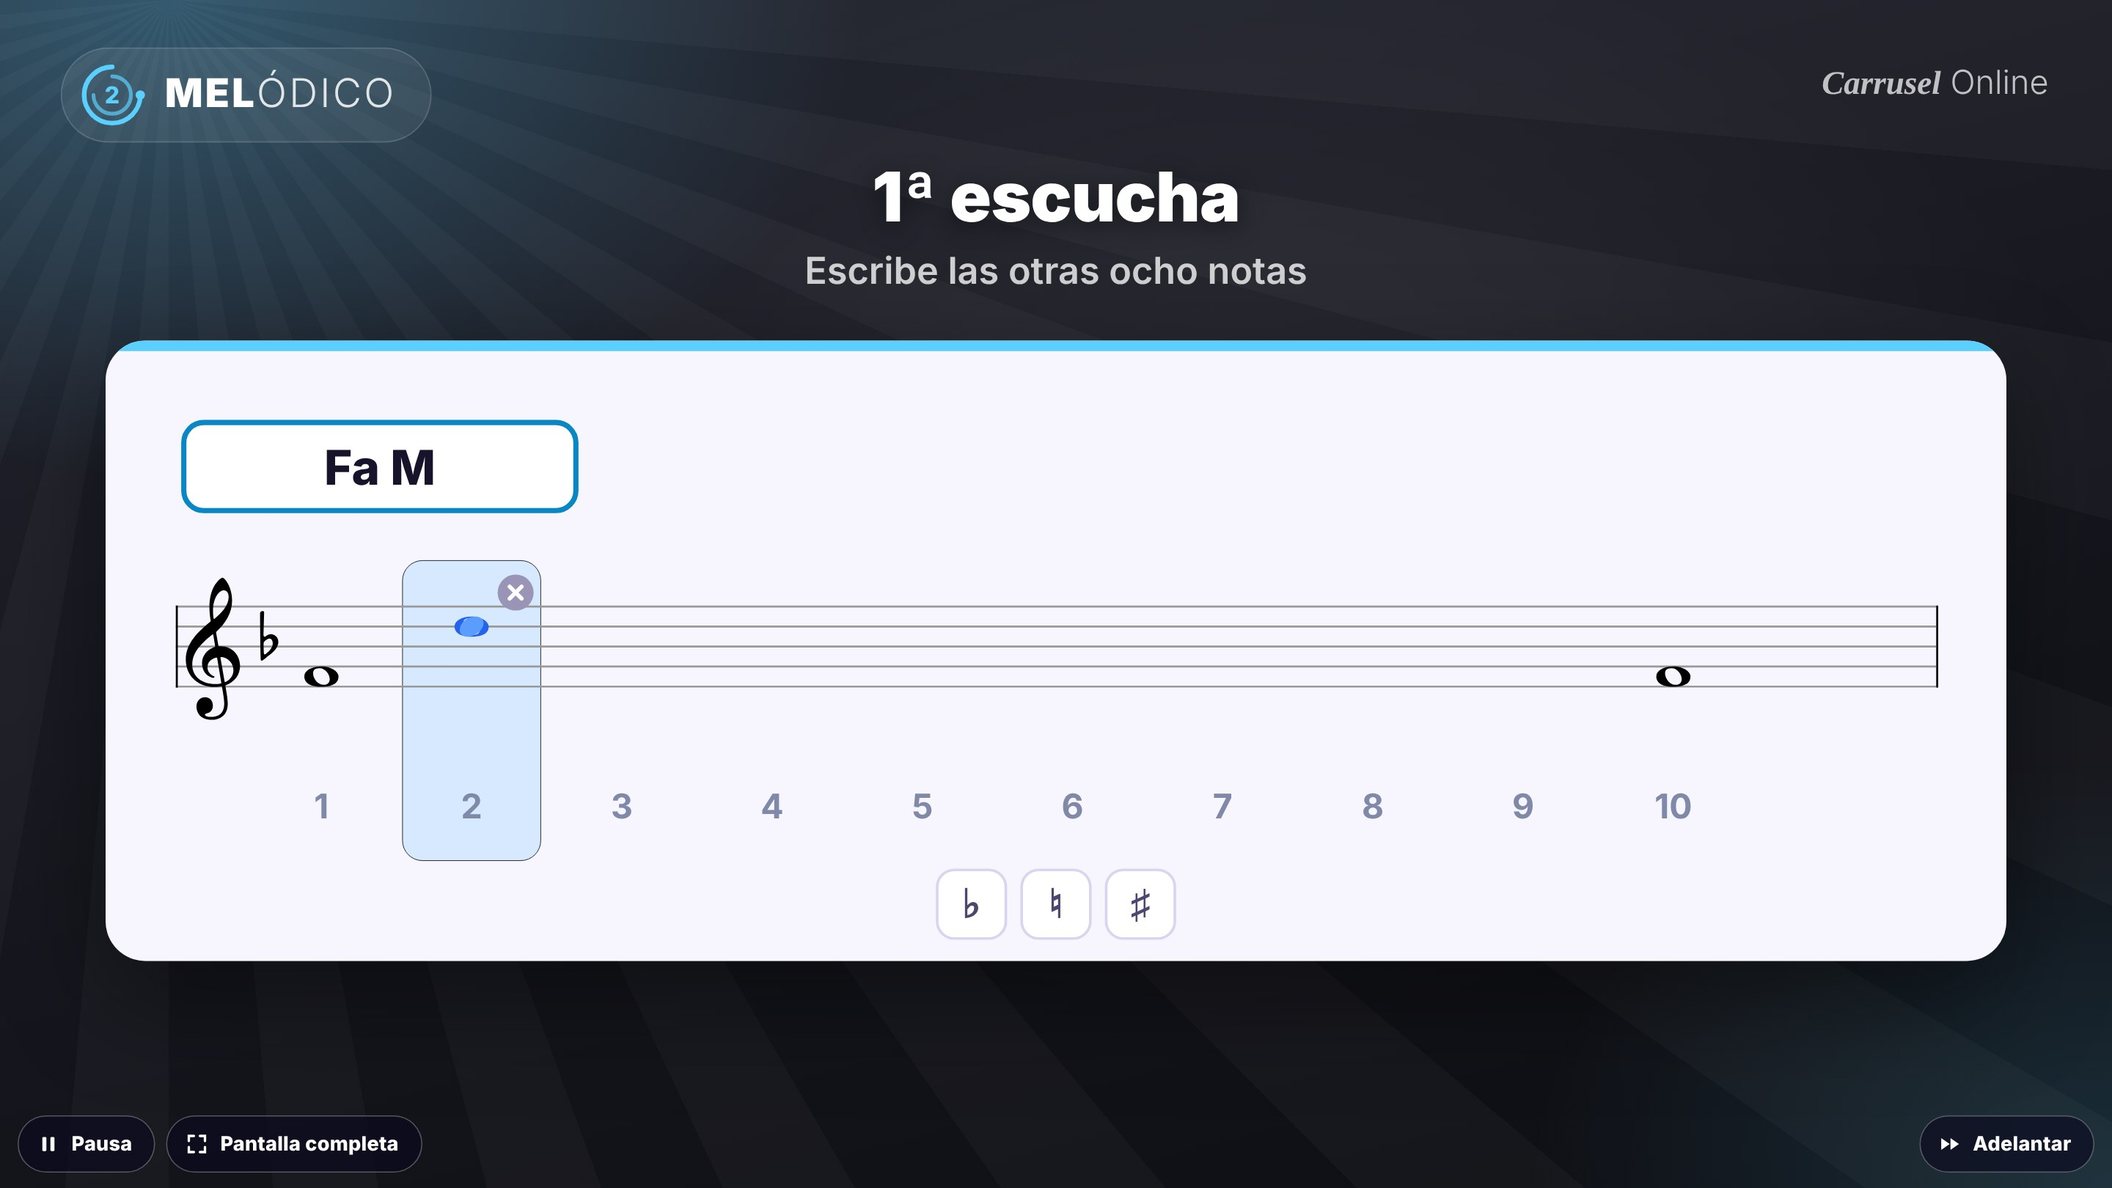 2 MELÓDICO
Carrusel Online
1ª escucha
Escribe las otras ocho notas
Fa M
1 2 3 4 5 6 7 8 9 10
♭ ♮ ♯
Pausa
Pantalla completa
Adelantar